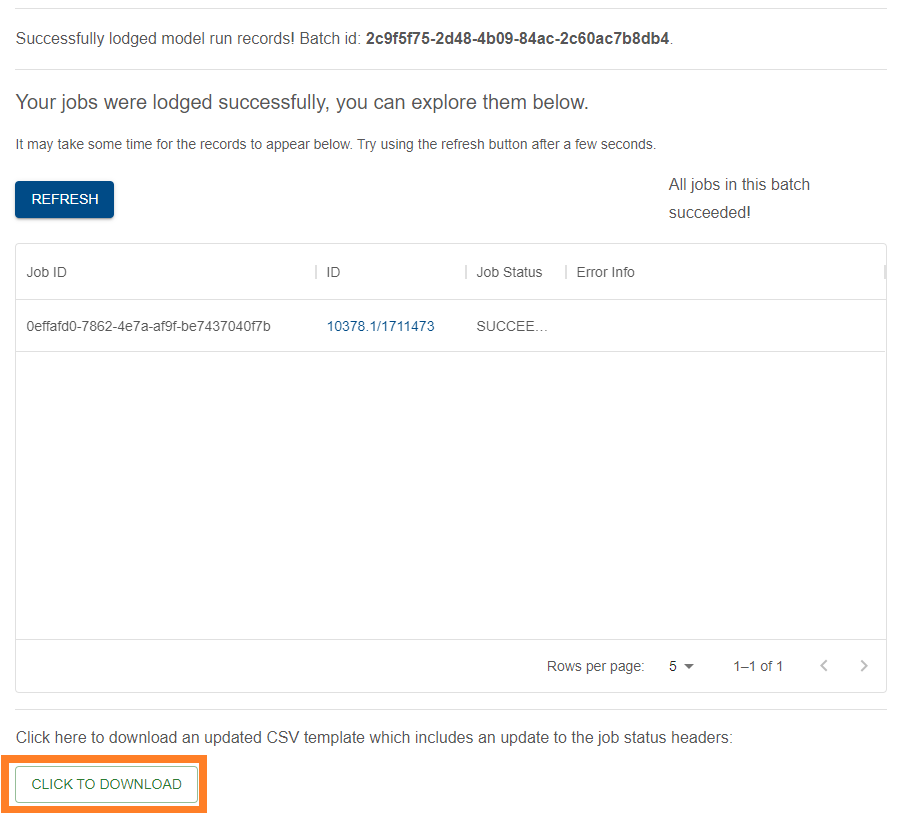 Successfully lodged model run records! Batch id: 2c9f5f75-2d48-4b09-84ac-2c60ac7b8db4.
Your jobs were lodged successfully, you can explore them below.
It may take some time for the records to appear below. Try using the refresh button after a few seconds.
REFRESH
All jobs in this batch
succeeded!
Job ID ID Job Status Error Info
0effafd0-7862-4e7a-af9f-be7437040f7b 10378.1/1711473 SUCCEE...
Rows per page: 5 1–1 of 1
Click here to download an updated CSV template which includes an update to the job status headers:
CLICK TO DOWNLOAD